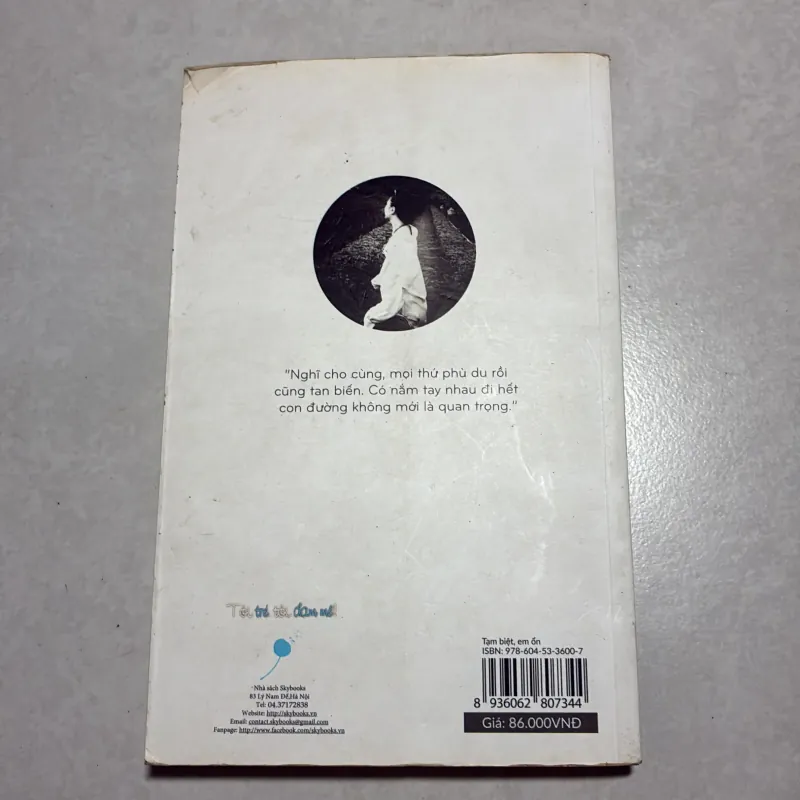 "Nghĩ cho cùng, mọi thứ phù du rồi
cũng tan biến. Có nắm tay nhau đi hết
con đường không mới là quan trọng."
Tôi trẻ tôi đam mê!
Nhà sách Skybooks
83 Lý Nam Đế, Hà Nội
Tel: 04.37172838
Website: http://skybooks.vn
Email: contact.skybooks@gmail.com
Fanpage: http://www.facebook.com/skybooks.vn
Tạm biệt, em ổn
ISBN: 978-604-53-3600-7
8 936062 807344
Giá: 86.000VNĐ